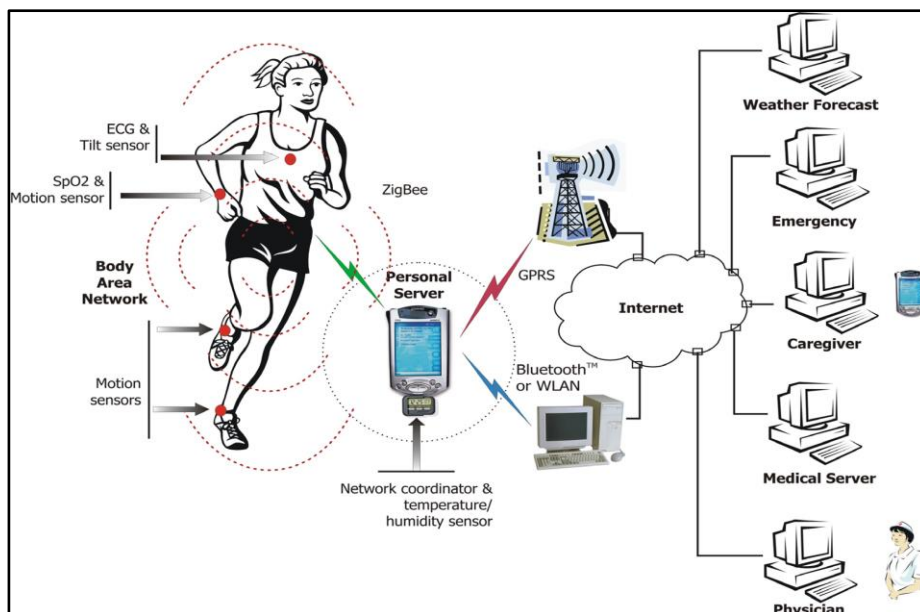 ECG &
Tilt sensor
SpO2 &
Motion sensor
Body
Area
Network
Motion
sensors
ZigBee
Personal
Server
Network coordinator &
temperature/
humidity sensor
GPRS
Bluetooth™
or WLAN
Internet
Weather Forecast
Emergency
Caregiver
Medical Server
Physician